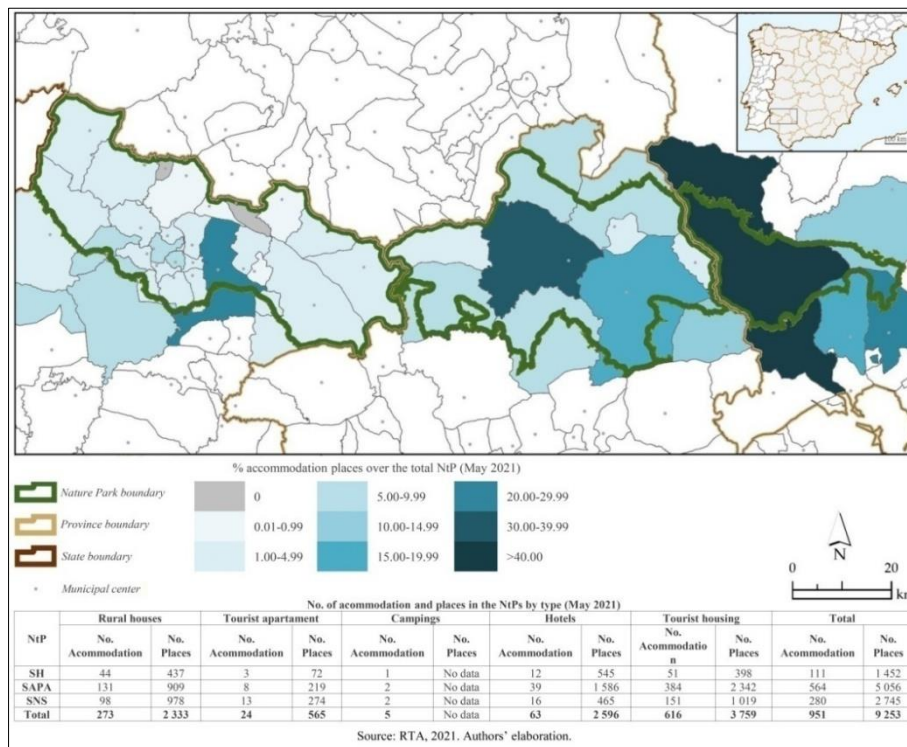 100 km
% accommodation places over the total NtP (May 2021)
Nature Park boundary
Province boundary
State boundary
Municipal center
0
0.01-0.99
1.00-4.99
5.00-9.99
10.00-14.99
15.00-19.99
20.00-29.99
30.00-39.99
>40.00
N
0 20
km
No. of acommodation and places in the NtPs by type (May 2021)
NtP Rural houses Tourist apartament Campings Hotels Tourist housing Total
No. Acommodation No. Places No. Acommodation No. Places No. Acommodation No. Places No. Acommodation No. Places No. Acommodatio n No. Places No. Acommodation No. Places
SH 44 437 3 72 1 No data 12 545 51 398 111 1 452
SAPA 131 909 8 219 2 No data 39 1 586 384 2 342 564 5 056
SNS 98 978 13 274 2 No data 16 465 151 1 019 280 2 745
Total 273 2 333 24 565 5 No data 63 2 596 616 3 759 951 9 253
Source: RTA, 2021. Authors' elaboration.